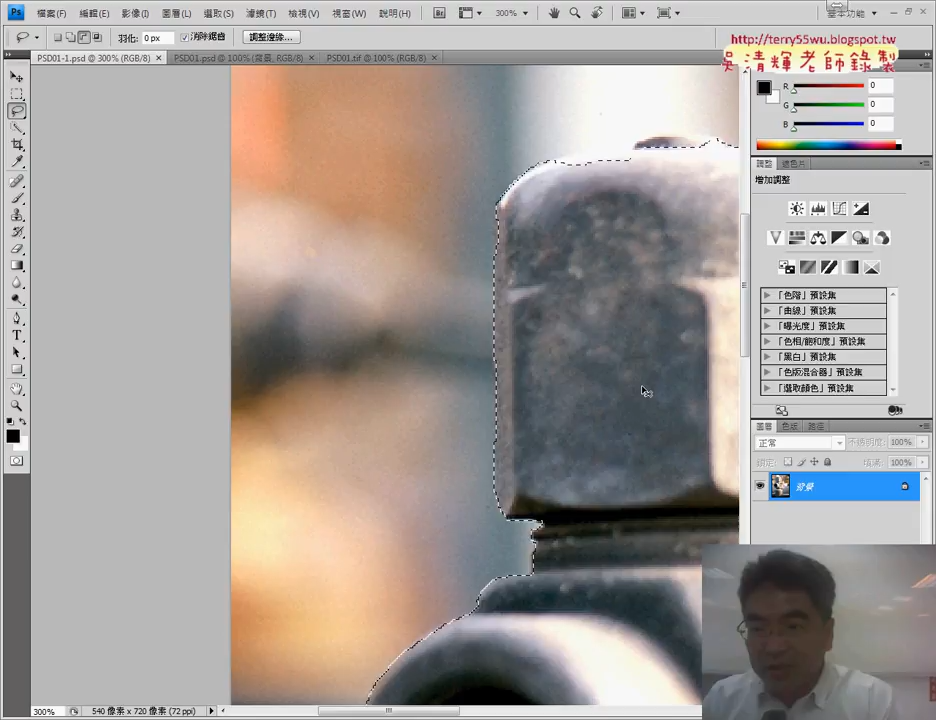 Ps 檔案(F) 編輯(E) 影像(I) 圖層(L) 選取(S) 濾鏡(T) 檢視(V) 視窗(W) 說明(H) Br 300% 基本功能
羽化: 0 px 消除鋸齒 調整邊緣...
http://terry55wu.blogspot.tw
吳清輝老師錄製
PSD01-1.psd @ 300% (RGB/8) PSD01.psd @ 100% (背景, RGB/8) PSD01.tif @ 100% (RGB/8)
R 0
G 0
B 0
調整 遮色片
增加調整
「色階」預設集
「曲線」預設集
「曝光度」預設集
「色相/飽和度」預設集
「黑白」預設集
「色版混合器」預設集
「選取顏色」預設集
圖層 色版 路徑
正常 不透明度: 100%
鎖定: 填滿: 100%
背景
300% 540 像素 x 720 像素 (72 ppi)